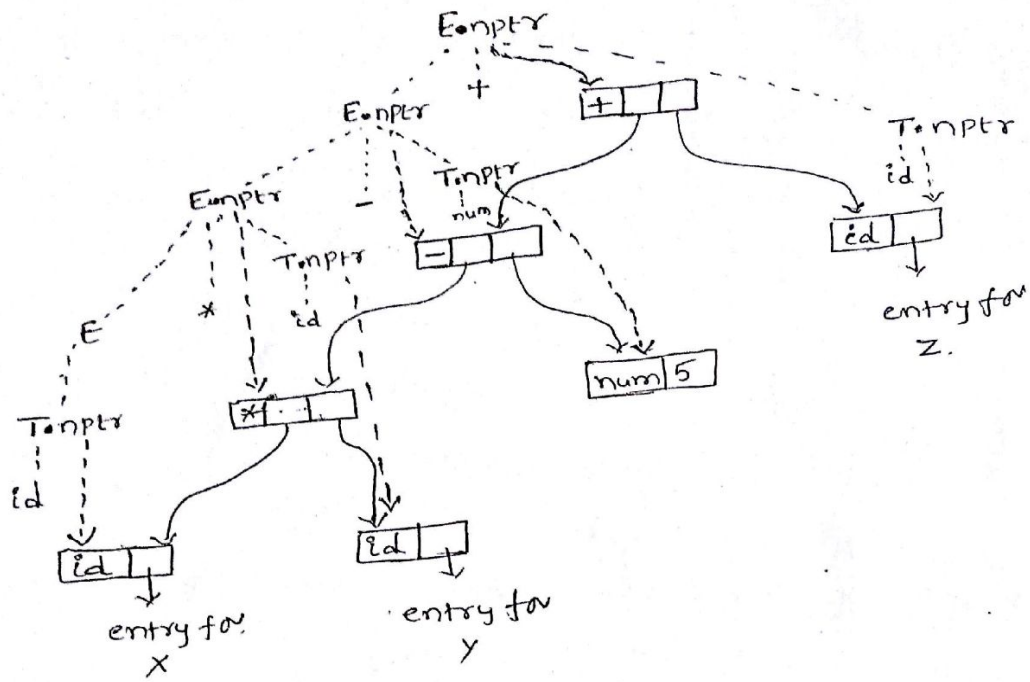 E.nptr
+
+
E.nptr
T.nptr
id
E.nptr
-
T.nptr
num
-
id
entry for
Z.
*
T.nptr
id
E
num 5
*
T.nptr
id
id
entry for
X
id
entry for
Y